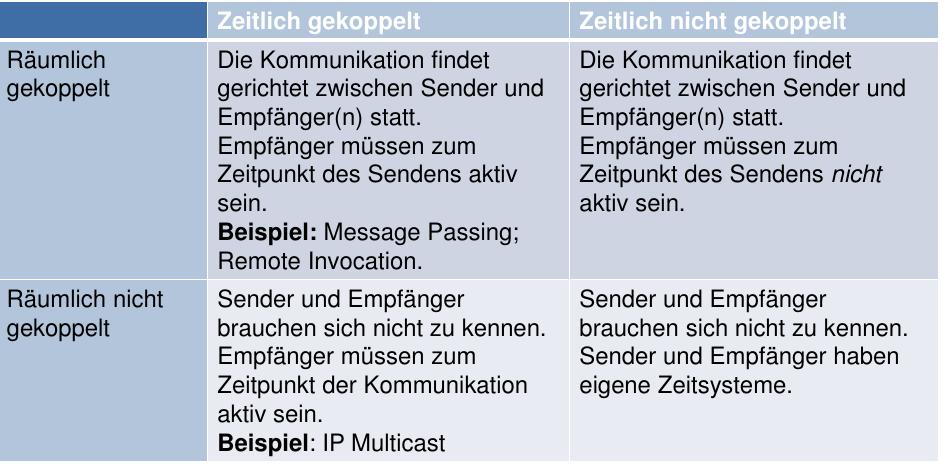 Zeitlich gekoppelt
Zeitlich nicht gekoppelt
Räumlich
gekoppelt
Die Kommunikation findet
gerichtet zwischen Sender und
Empfänger(n) statt.
Empfänger müssen zum
Zeitpunkt des Sendens aktiv
sein.
Beispiel: Message Passing;
Remote Invocation.
Die Kommunikation findet
gerichtet zwischen Sender und
Empfänger(n) statt.
Empfänger müssen zum
Zeitpunkt des Sendens nicht
aktiv sein.
Räumlich nicht
gekoppelt
Sender und Empfänger
brauchen sich nicht zu kennen.
Empfänger müssen zum
Zeitpunkt der Kommunikation
aktiv sein.
Beispiel: IP Multicast
Sender und Empfänger
brauchen sich nicht zu kennen.
Sender und Empfänger haben
eigene Zeitsysteme.